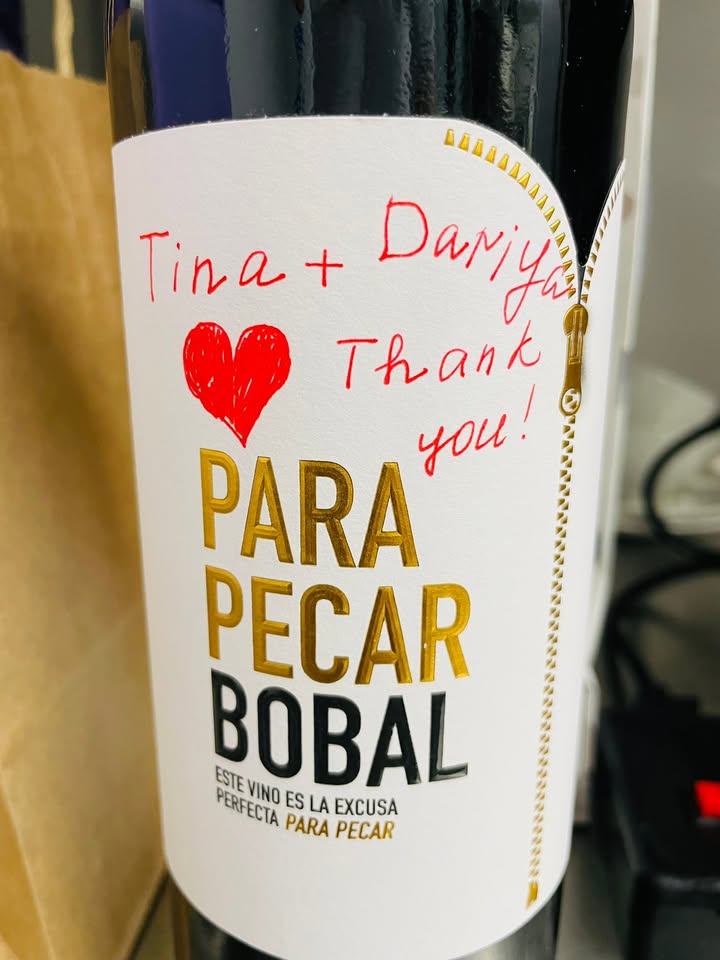 Tina + Dariya
Thank
you!
PARA
PECAR
BOBAL
ESTE VINO ES LA EXCUSA
PERFECTA PARA PECAR